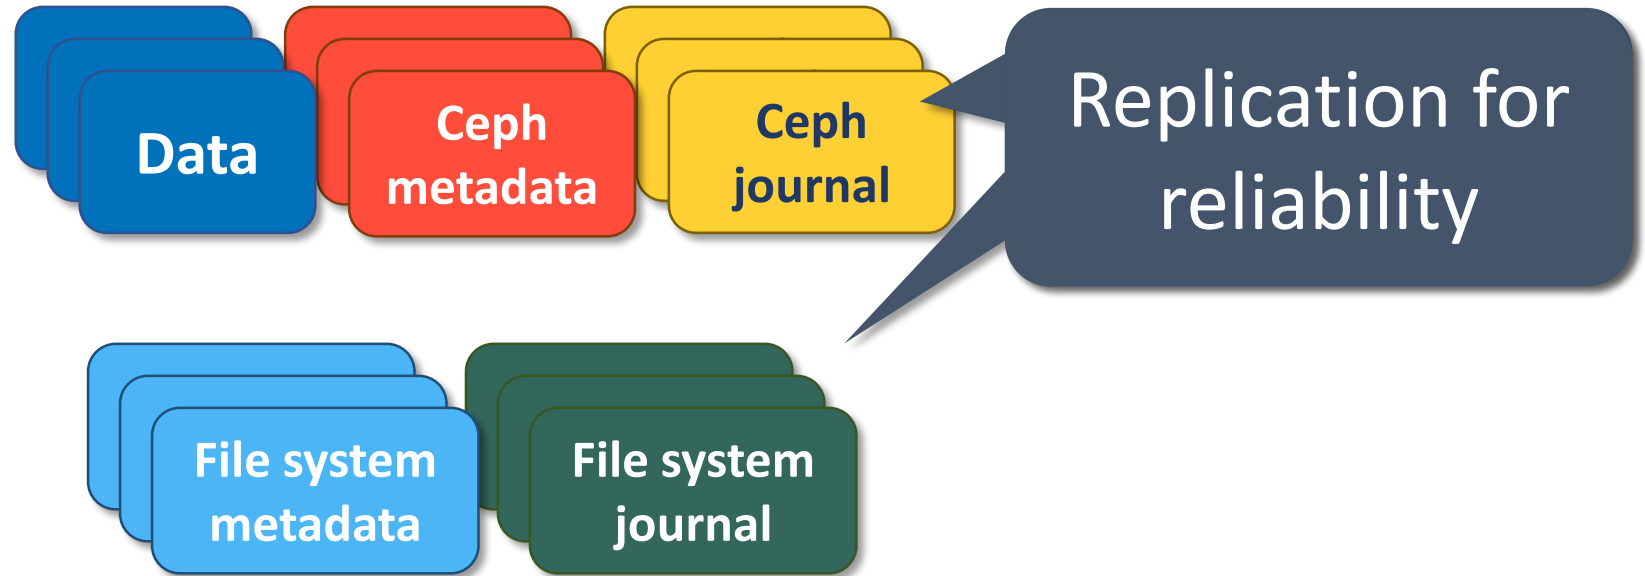 Data
Ceph
metadata
Ceph
journal
Replication for
reliability
File system
metadata
File system
journal